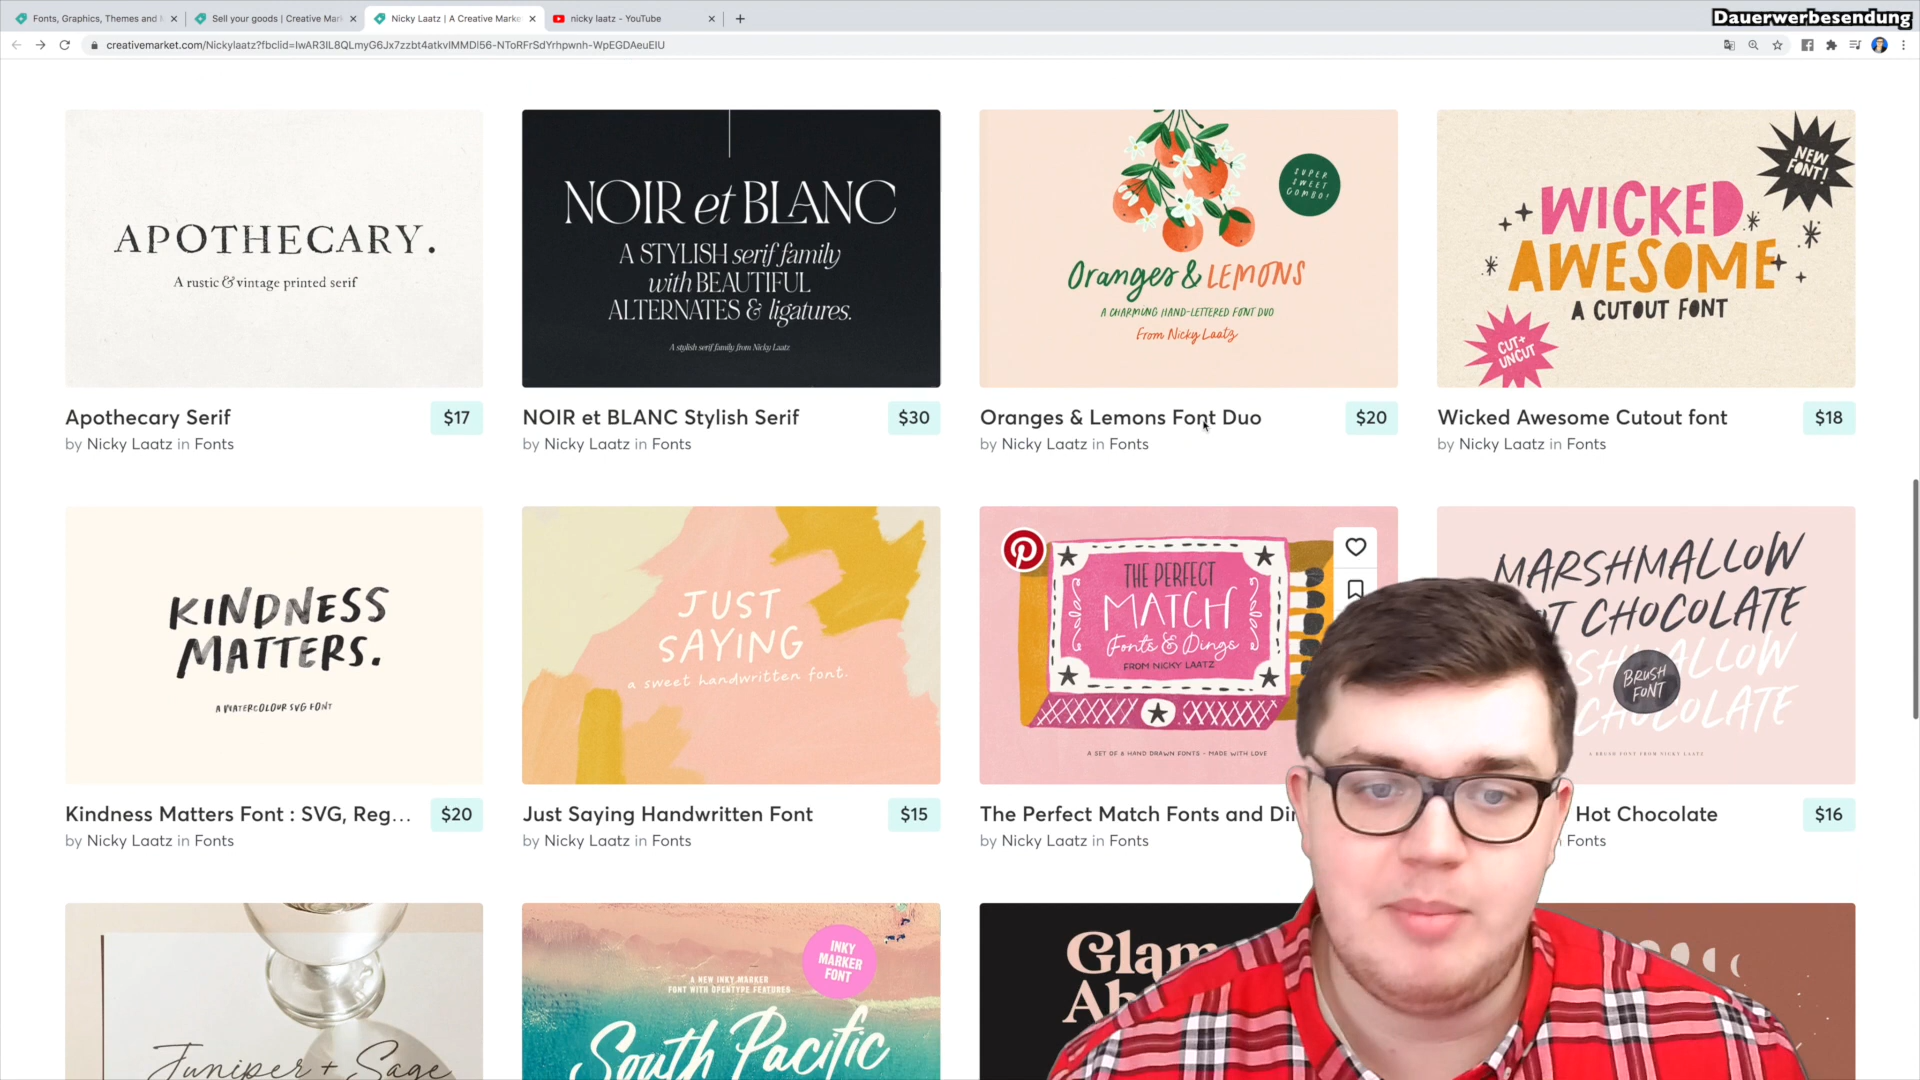 Fonts, Graphics, Themes and
Sell your goods | Creative Mar
Nicky Laatz | A Creative Marke
nicky laatz - YouTube
Dauerwerbesendung
creativemarket.com/Nickylaatz?fbclid=IwAR3IL8QLmyG6Jx7zzbt4atkvIMMDI56-NToRFrSdYrhpwnh-WpEGDAeuEIU
APOTHECARY.
A rustic & vintage printed serif
NOIR et BLANC
A STYLISH serif family
with BEAUTIFUL
ALTERNATES & ligatures.
A stylish serif family from Nicky Laatz
SUPER
SWEET
COMBO!
Oranges & LEMONS
A CHARMING HAND-LETTERED FONT DUO
From Nicky Laatz
NEW
FONT!
WICKED
AWESOME
A CUTOUT FONT
CUT+
UNCUT
Apothecary Serif
$17
by Nicky Laatz in Fonts
NOIR et BLANC Stylish Serif
$30
by Nicky Laatz in Fonts
Oranges & Lemons Font Duo
$20
by Nicky Laatz in Fonts
Wicked Awesome Cutout font
$18
by Nicky Laatz in Fonts
KINDNESS
MATTERS.
A WATERCOLOUR SVG FONT
JUST
SAYING
a sweet handwritten font.
THE PERFECT
MATCH
Fonts & Dings
FROM NICKY LAATZ
A SET OF 6 HAND DRAWN FONTS - MADE WITH LOVE
MARSHMALLOW
CHOCOLATE
BRUSH
FONT
CHOCOLATE
A BRUSH FONT FROM NICKY LAATZ
Kindness Matters Font : SVG, Reg...
$20
by Nicky Laatz in Fonts
Just Saying Handwritten Font
$15
by Nicky Laatz in Fonts
The Perfect Match Fonts and
by Nicky Laatz in Fonts
Hot Chocolate
$16
Fonts
Juniper + Sage
INKY
MARKER
FONT
A NEW INKY MARKER
FONT WITH OPENTYPE FEATURES
South Pacific
Glam